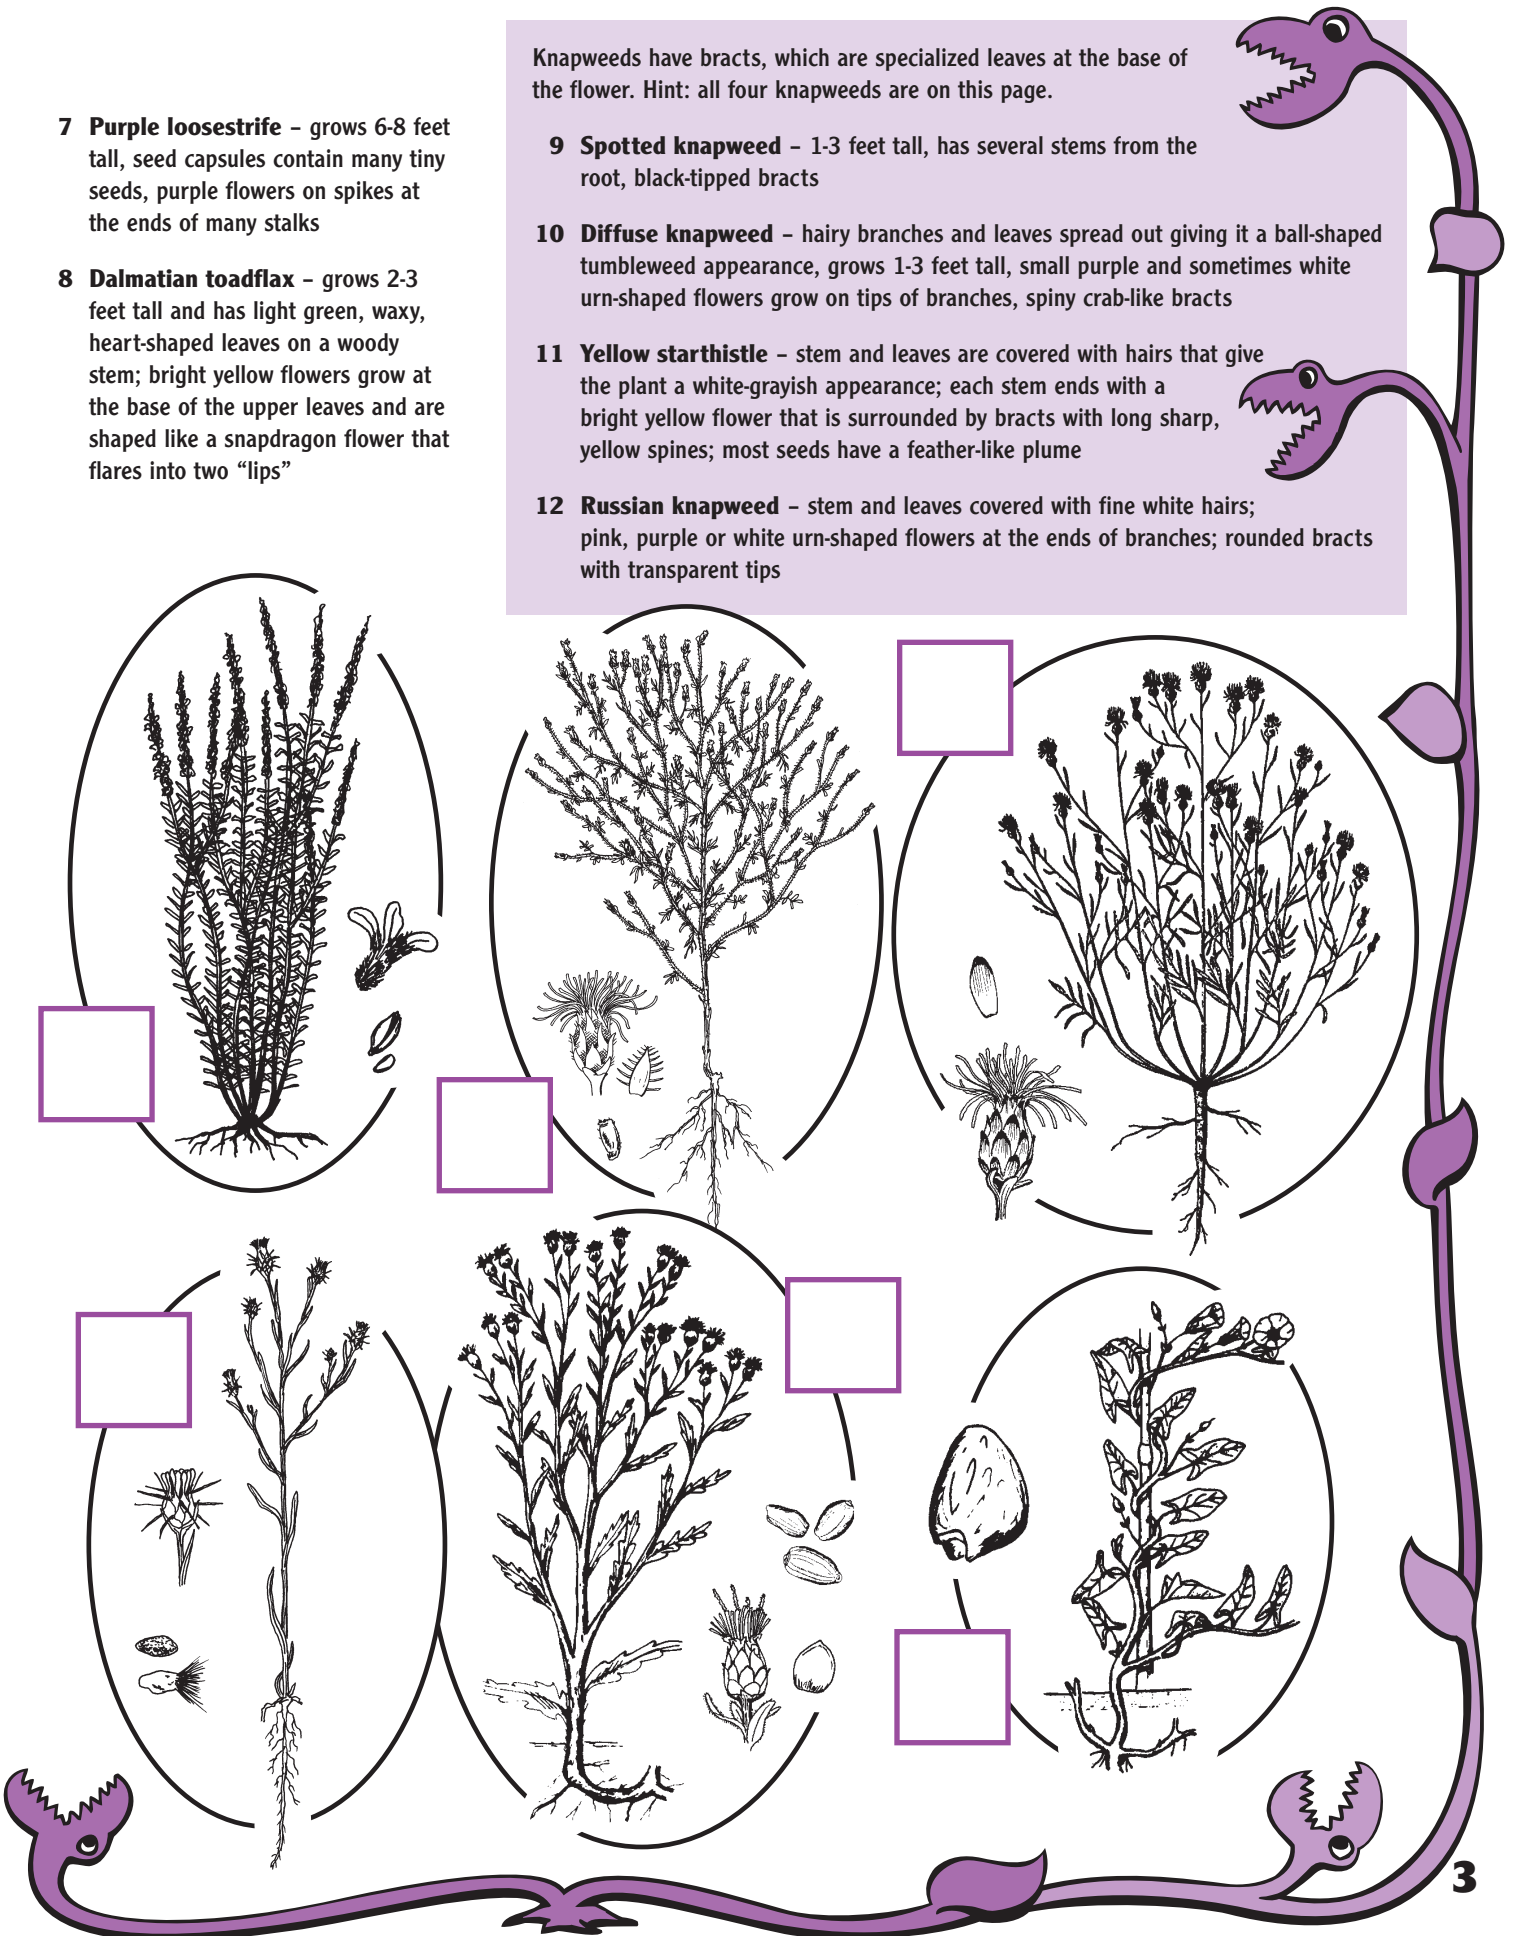 7 Purple loosestrife – grows 6-8 feet
tall, seed capsules contain many tiny
seeds, purple flowers on spikes at
the ends of many stalks
8 Dalmatian toadflax – grows 2-3
feet tall and has light green, waxy,
heart-shaped leaves on a woody
stem; bright yellow flowers grow at
the base of the upper leaves and are
shaped like a snapdragon flower that
flares into two “lips”
Knapweeds have bracts, which are specialized leaves at the base of
the flower. Hint: all four knapweeds are on this page.
9 Spotted knapweed – 1-3 feet tall, has several stems from the
root, black-tipped bracts
10 Diffuse knapweed – hairy branches and leaves spread out giving it a ball-shaped
tumbleweed appearance, grows 1-3 feet tall, small purple and sometimes white
urn-shaped flowers grow on tips of branches, spiny crab-like bracts
11 Yellow starthistle – stem and leaves are covered with hairs that give
the plant a white-grayish appearance; each stem ends with a
bright yellow flower that is surrounded by bracts with long sharp,
yellow spines; most seeds have a feather-like plume
12 Russian knapweed – stem and leaves covered with fine white hairs;
pink, purple or white urn-shaped flowers at the ends of branches; rounded bracts
with transparent tips
3